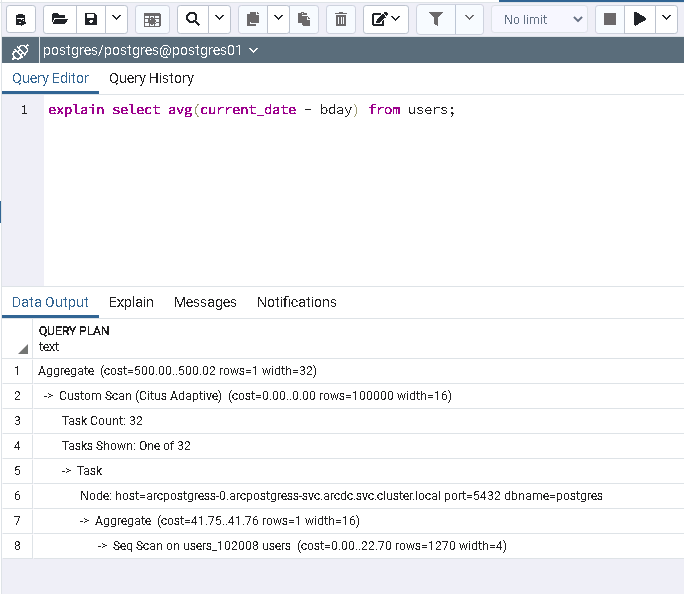 No limit
postgres/postgres@postgres01
Query Editor Query History
1 explain select avg(current_date - bday) from users;
Data Output Explain Messages Notifications
QUERY PLAN
text
1 Aggregate (cost=500.00..500.02 rows=1 width=32)
2 -> Custom Scan (Citus Adaptive) (cost=0.00..0.00 rows=100000 width=16)
3 Task Count: 32
4 Tasks Shown: One of 32
5 -> Task
6 Node: host=arcpostgress-0.arcpostgress-svc.arcdc.svc.cluster.local port=5432 dbname=postgres
7 -> Aggregate (cost=41.75..41.76 rows=1 width=16)
8 -> Seq Scan on users_102008 users (cost=0.00..22.70 rows=1270 width=4)